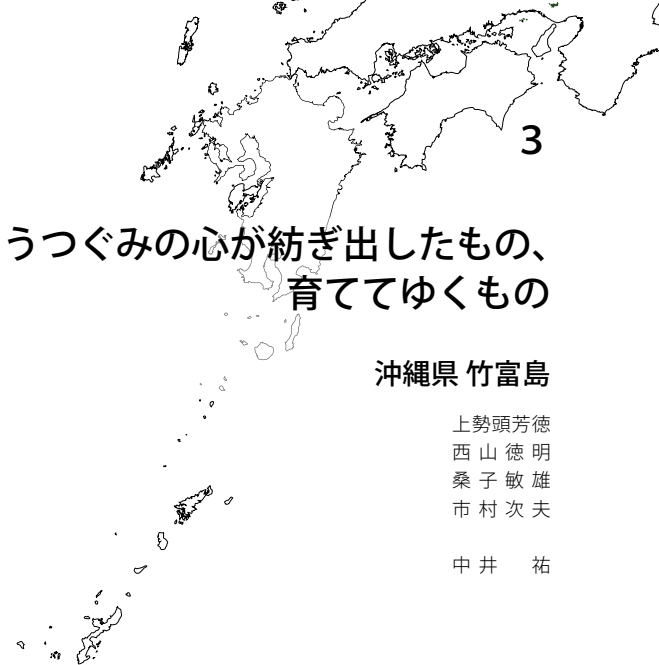 3
うつぐみの心が紡ぎ出したもの、
育ててゆくもの
沖縄県 竹富島
上勢頭芳徳
西山徳明
桑子敏雄
市村次夫
中井　祐